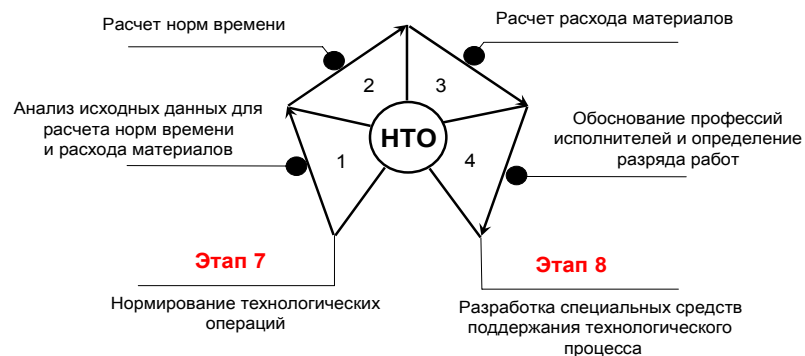 Расчет норм времени
Расчет расхода материалов
2
3
НТО
Анализ исходных данных для
расчета норм времени
и расхода материалов
Обоснование профессий
исполнителей и определение
разряда работ
1
4
Этап 7
Этап 8
Нормирование технологических
операций
Разработка специальных средств
поддержания технологического
процесса